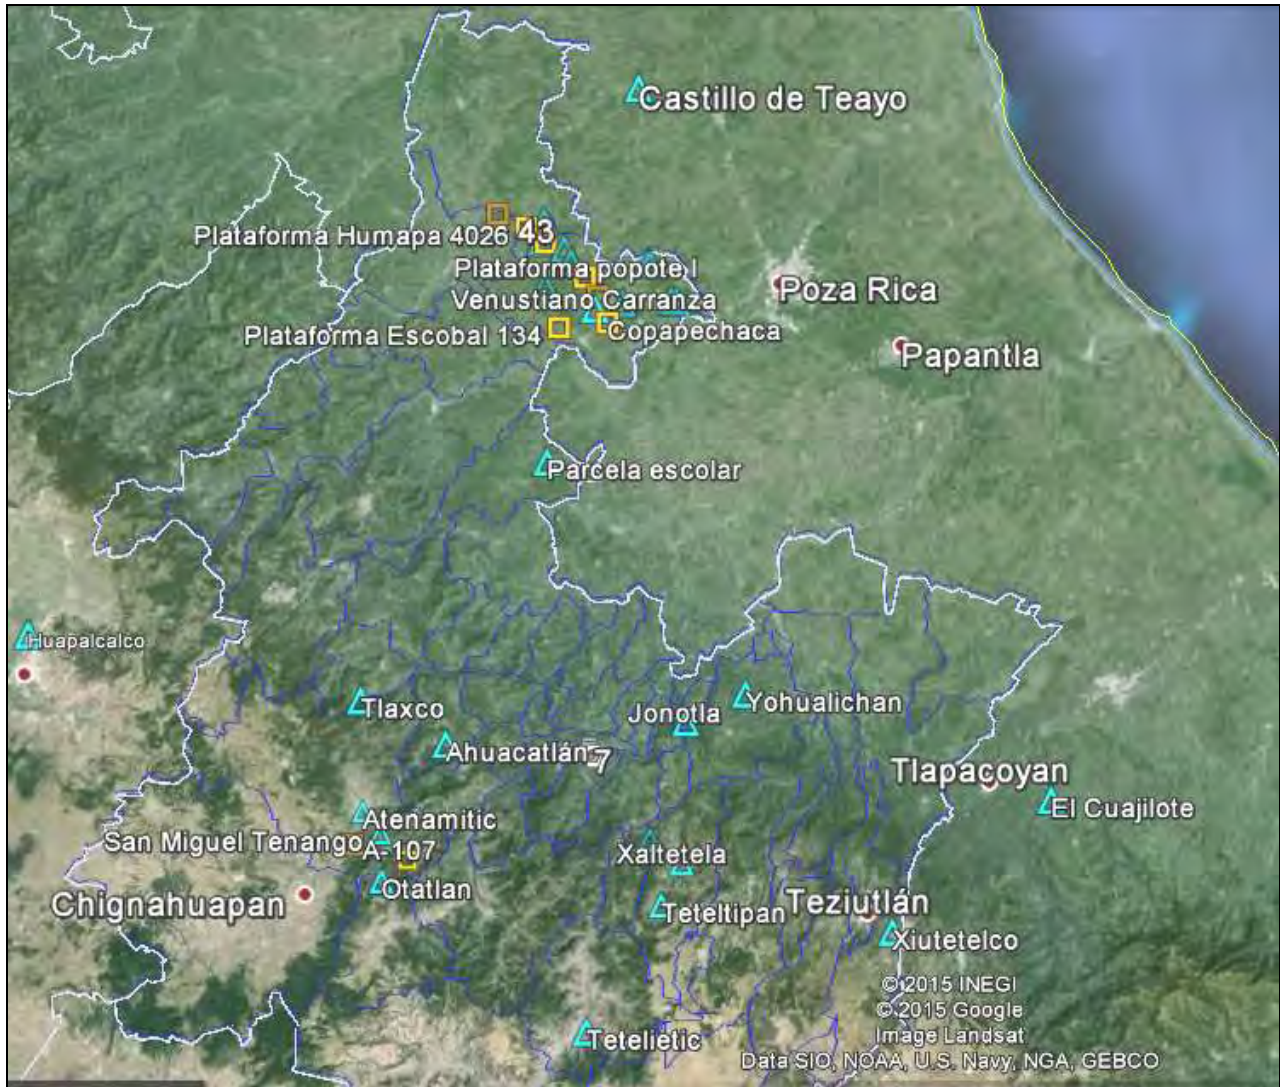 Castillo de Teayo
Plataforma Humapa 4026 43
Plataforma popote I
Poza Rica
Venustiano Carranza
Plataforma Escobal 134
Copapechaca
Papantla
Parcela escolar
Huapalcalco
Tlaxco
Jonotla
Yohualichan
Ahuacatlán
7
Tlapacoyan
El Cuajilote
Atenamitic
San Miguel Tenango
A-107
Xaltetela
Otatlan
Chignahuapan
Teteltipan
Teziutlán
Xiutetelco
© 2015 INEGI
© 2015 Google
Image Landsat
Tetelietic
Data SIO, NOAA, U.S. Navy, NGA, GEBCO